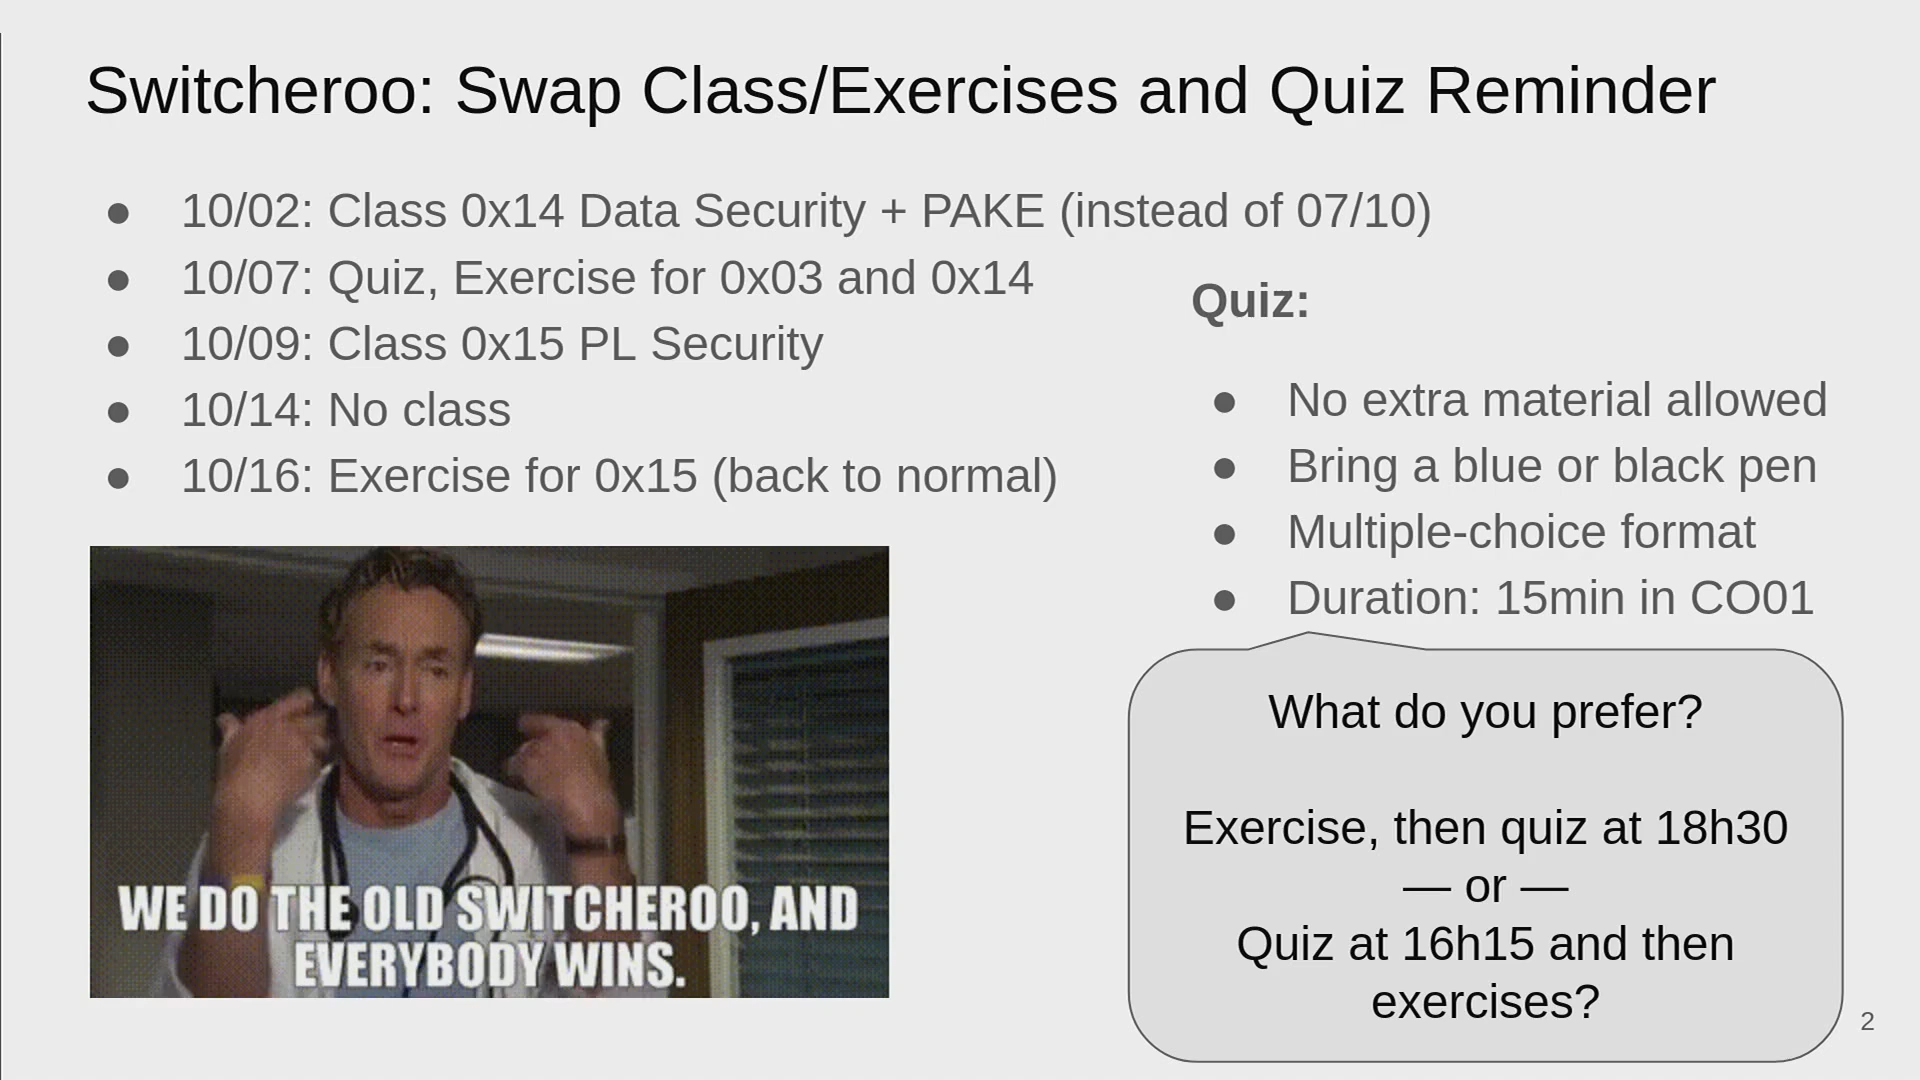 Switcheroo: Swap Class/Exercises and Quiz Reminder
● 10/02: Class 0x14 Data Security + PAKE (instead of 07/10)
● 10/07: Quiz, Exercise for 0x03 and 0x14
● 10/09: Class 0x15 PL Security
● 10/14: No class
● 10/16: Exercise for 0x15 (back to normal)
WE DO THE OLD SWITCHEROO, AND
EVERYBODY WINS.
Quiz:
● No extra material allowed
● Bring a blue or black pen
● Multiple-choice format
● Duration: 15min in CO01
What do you prefer?
Exercise, then quiz at 18h30
— or —
Quiz at 16h15 and then
exercises?
2